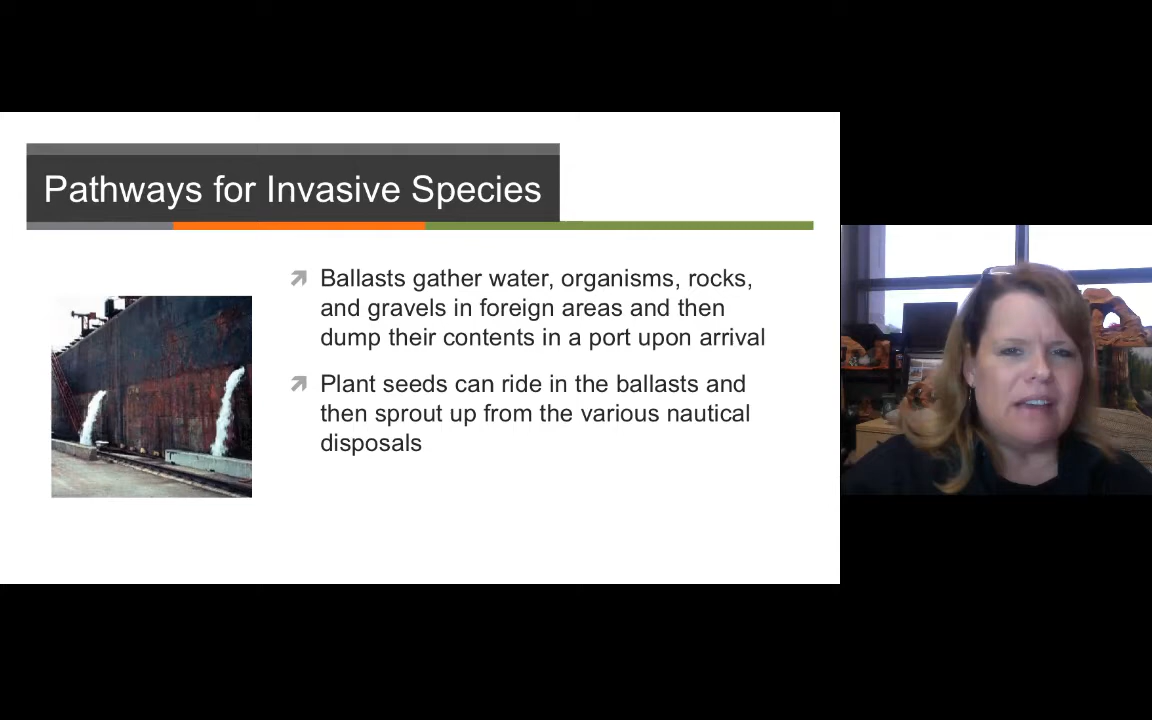 Pathways for Invasive Species
Ballasts gather water, organisms, rocks,
and gravels in foreign areas and then
dump their contents in a port upon arrival
Plant seeds can ride in the ballasts and
then sprout up from the various nautical
disposals